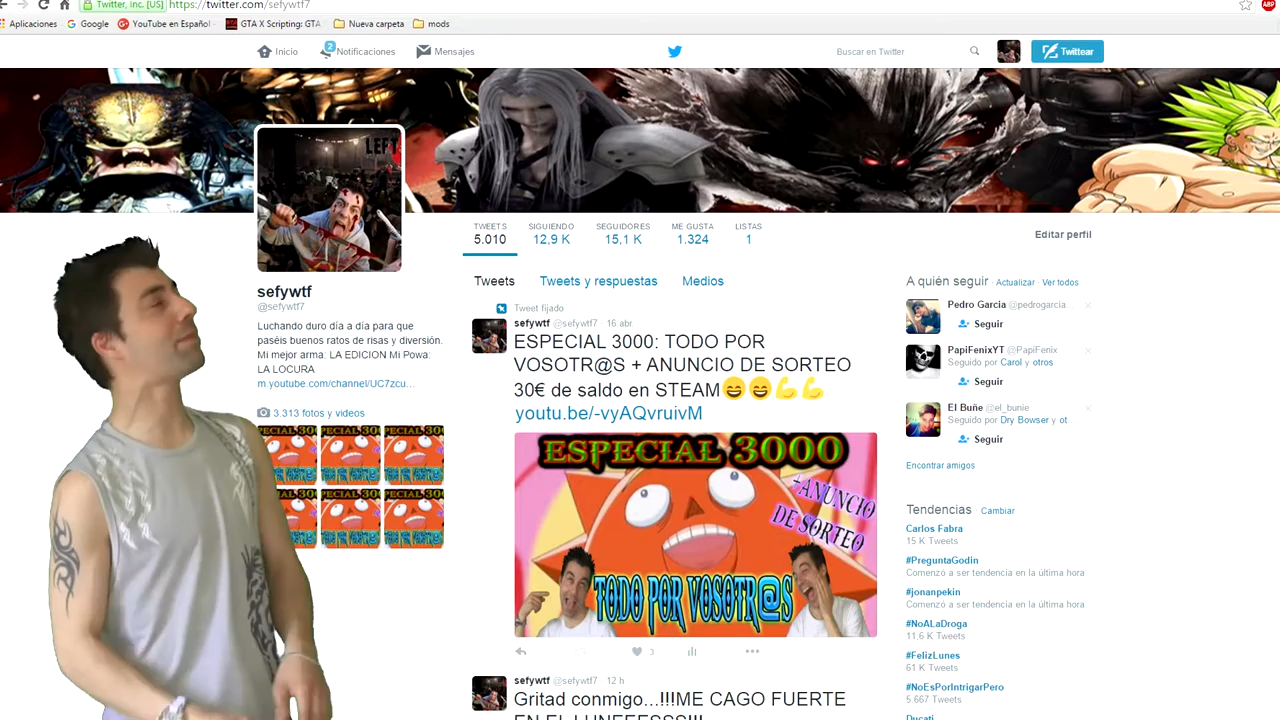 Twitter, Inc. [US] https://twitter.com/sefywtf7
Aplicaciones Google YouTube en Español GTA X Scripting: GTA Nueva carpeta mods
Inicio 2 Notificaciones Mensajes Buscar en Twitter Twittear
LEFT
TWEETS SIGUIENDO SEGUIDORES ME GUSTA LISTAS
5.010 12,9 K 15,1 K 1.324 1
Editar perfil
sefywtf
@sefywtf7
Luchando duro día a día para que
paséis buenos ratos de risas y diversión.
Mi mejor arma: LA EDICION Mi Powa:
LA LOCURA
m.youtube.com/channel/UC7zcu...
3.313 fotos y videos
Tweets Tweets y respuestas Medios
Tweet fijado
sefywtf @sefywtf7 16 abr
ESPECIAL 3000: TODO POR
VOSOTR@S + ANUNCIO DE SORTEO
30€ de saldo en STEAM😄😄💪💪
youtu.be/-vyAQvruivM
ESPECIAL 3000
+ANUNCIO
DE SORTEO
TODO POR VOSOTR@S
3
sefywtf @sefywtf7 12 h
Gritad conmigo...!!!ME CAGO FUERTE
EN EL LUNEEESSS!!!
A quién seguir · Actualizar · Ver todos
Pedro Garcia @pedrogarcia...
Seguir
PapiFenixYT @PapiFenix
Seguido por Carol y otros
Seguir
El Buñe @el_bunie
Seguido por Dry Bowser y ot
Seguir
Encontrar amigos
Tendencias Cambiar
Carlos Fabra
15 K Tweets
#PreguntaGodin
Comenzó a ser tendencia en la última hora
#jonanpekin
Comenzó a ser tendencia en la última hora
#NoALaDroga
11,6 K Tweets
#FelizLunes
61 K Tweets
#NoEsPorIntrigarPero
5.667 Tweets
Ducati